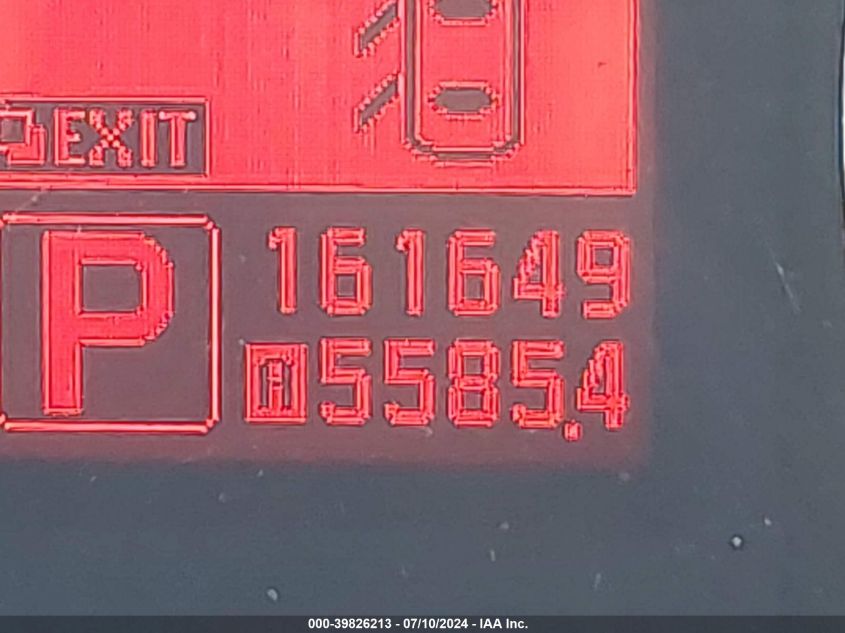 EXIT
P
161649
A 5585.4
000-39826213 - 07/10/2024 - IAA Inc.